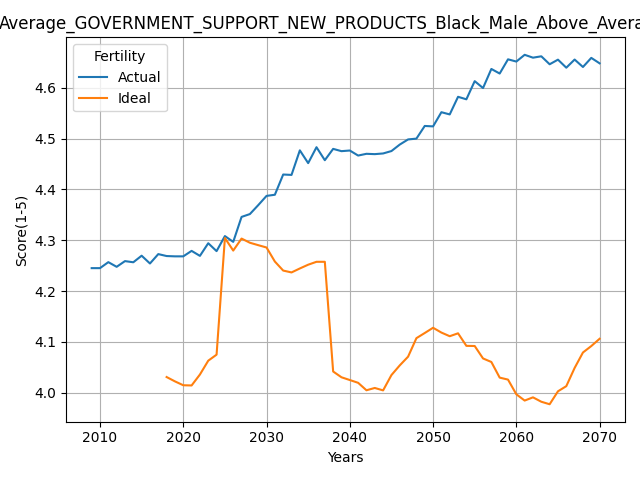 Average_GOVERNMENT_SUPPORT_NEW_PRODUCTS_Black_Male_Above_Avera
Fertility
Actual
Ideal
Score(1-5)
4.6
4.5
4.4
4.3
4.2
4.1
4.0
2010 2020 2030 2040 2050 2060 2070
Years